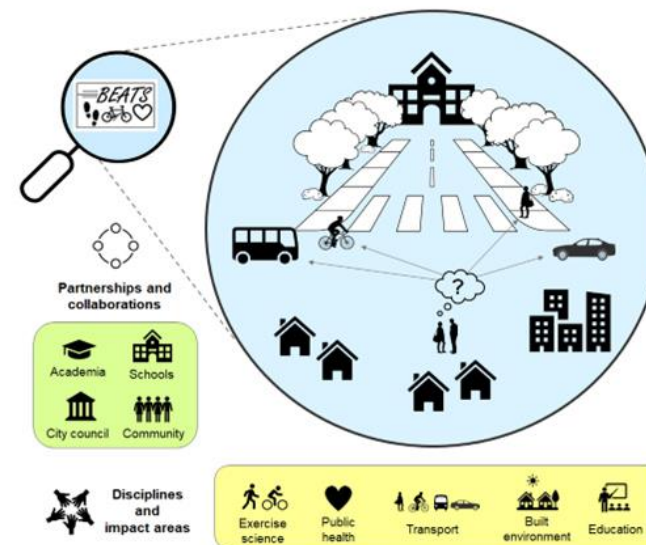 BEATS
?
Partnerships and
collaborations
Academia
Schools
City council
Community
Disciplines
and
impact areas
Exercise
science
Public
health
Transport
Built
environment
Education